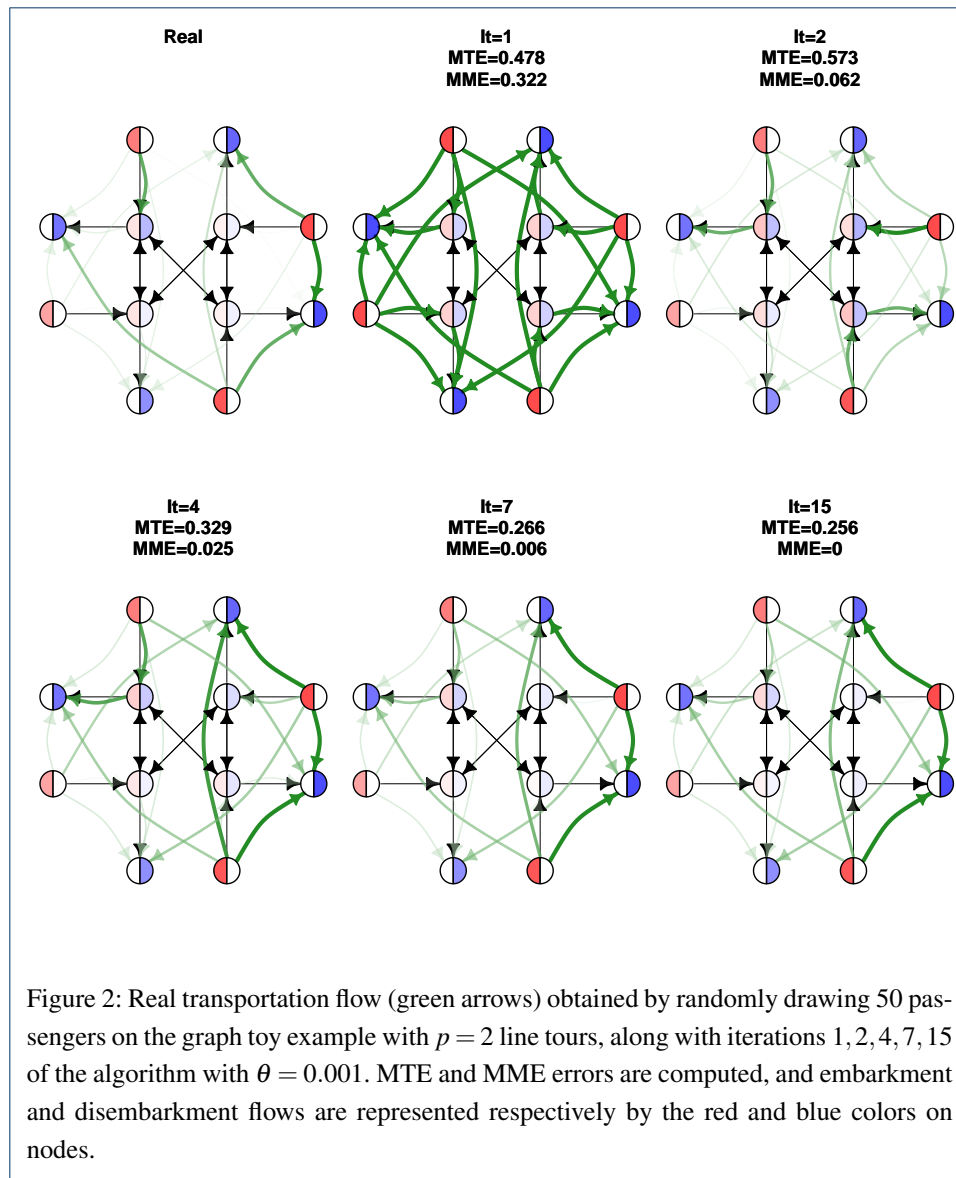 Real
It=1
MTE=0.478
MME=0.322
It=2
MTE=0.573
MME=0.062
It=4
MTE=0.329
MME=0.025
It=7
MTE=0.266
MME=0.006
It=15
MTE=0.256
MME=0
Figure 2: Real transportation flow (green arrows) obtained by randomly drawing 50 pas-
sengers on the graph toy example with p = 2 line tours, along with iterations 1,2,4,7,15
of the algorithm with θ = 0.001. MTE and MME errors are computed, and embarkment
and disembarkment flows are represented respectively by the red and blue colors on
nodes.